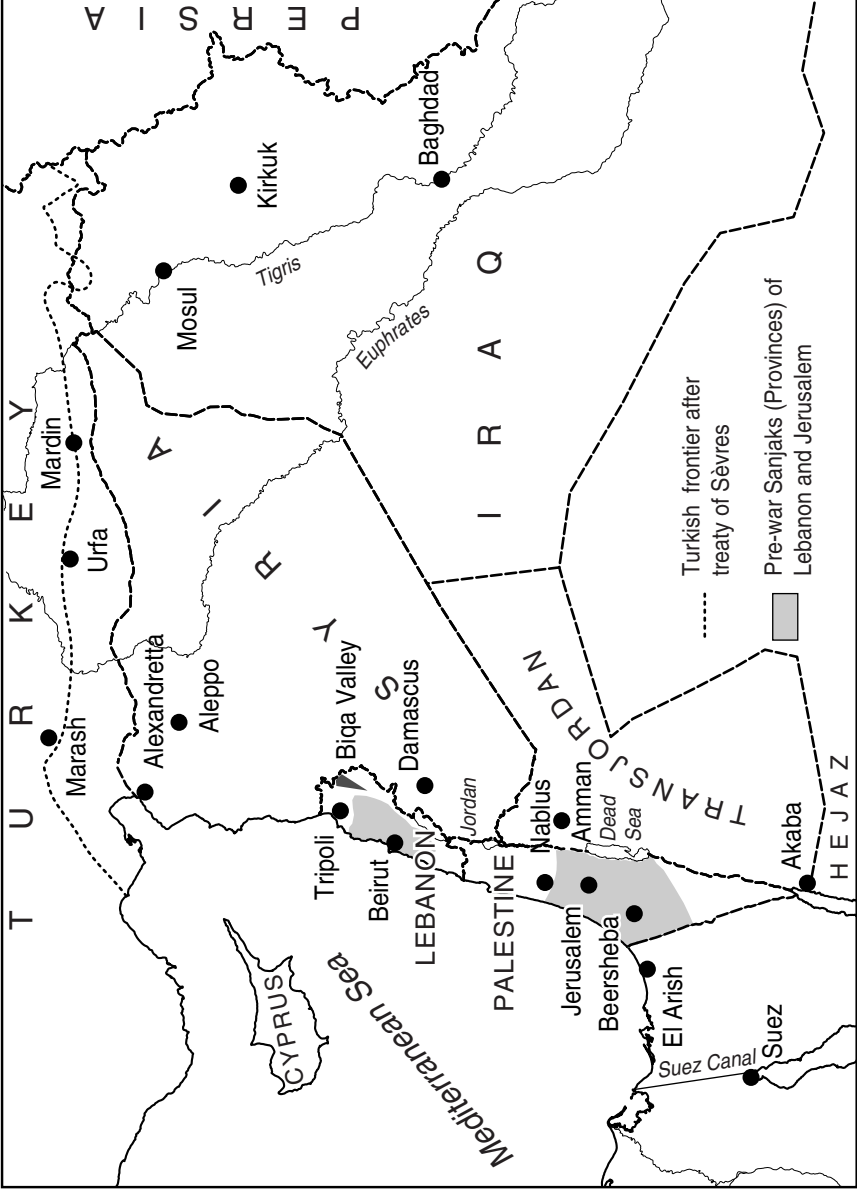 TURKEY
PERSIA
Marash
Urfa
Mardin
Alexandretta
Aleppo
Mosul
Kirkuk
Tigris
SYRIA
Euphrates
Baghdad
IRAQ
CYPRUS
Mediterranean Sea
Tripoli
Biqa Valley
Beirut
Damascus
LEBANON
Jordan
PALESTINE
Nablus
Amman
Dead
Sea
TRANSJORDAN
Jerusalem
Beersheba
El Arish
Suez Canal
Suez
Akaba
HEJAZ
Turkish frontier after
treaty of Sèvres
Pre-war Sanjaks (Provinces) of
Lebanon and Jerusalem